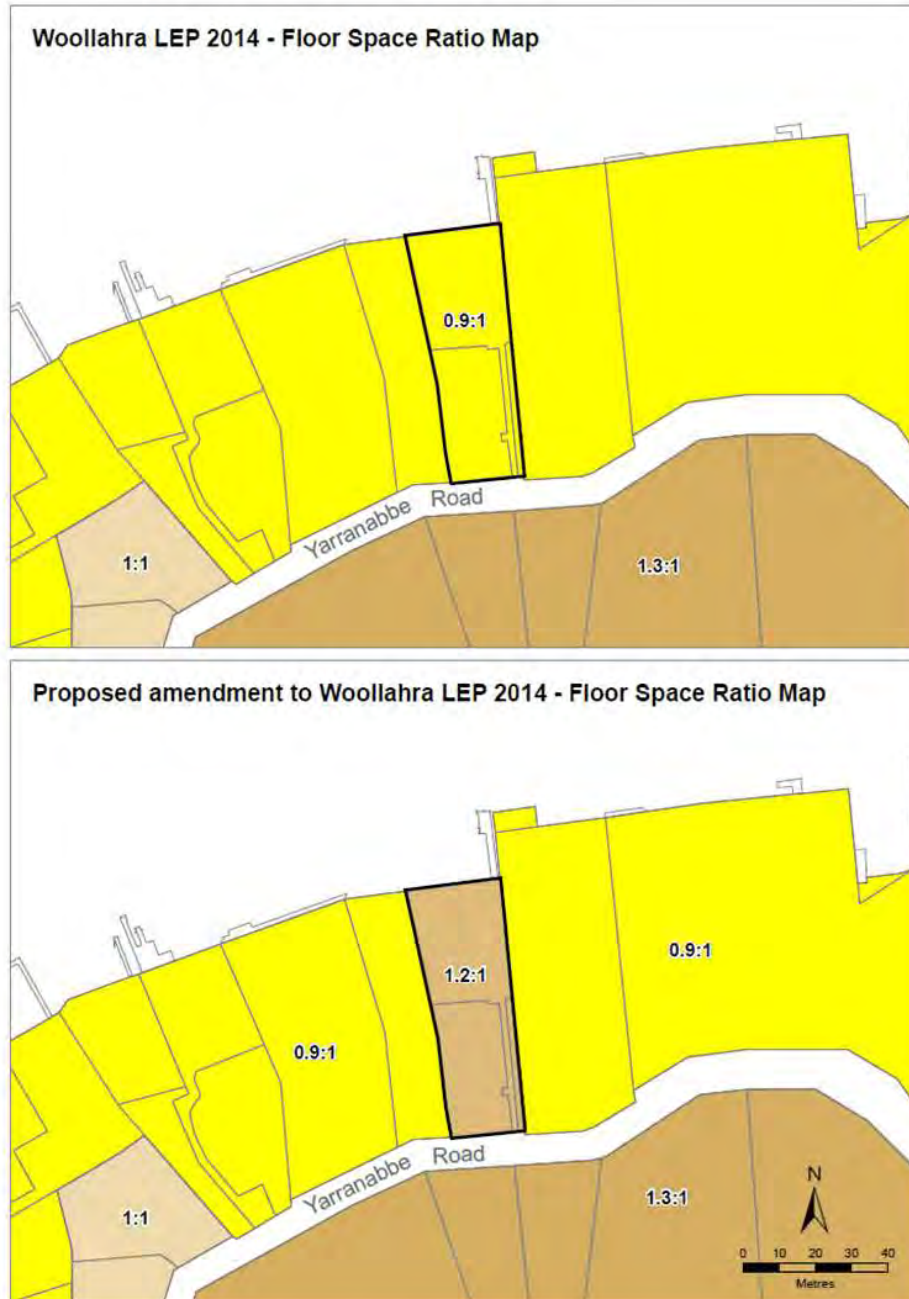 Woollahra LEP 2014 - Floor Space Ratio Map
0.9:1
Yarranabbe Road
1:1
1.3:1
Proposed amendment to Woollahra LEP 2014 - Floor Space Ratio Map
0.9:1
1.2:1
0.9:1
Yarranabbe Road
1:1
1.3:1
N
0 10 20 30 40
Metres